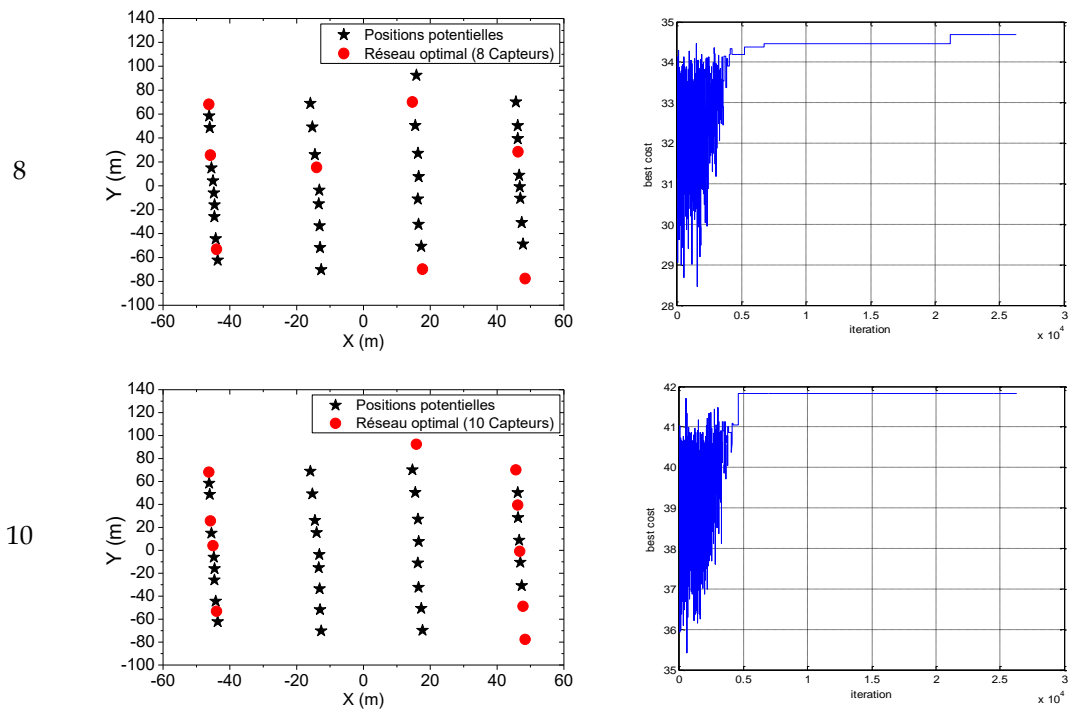 8
140
120
100
80
60
40
20
0
-20
-40
-60
-80
-100
Y (m)
Positions potentielles
Réseau optimal (8 Capteurs)
-60 -40 -20 0 20 40 60
X (m)
35
34
33
32
31
30
29
28
best cost
0 0.5 1 1.5 2 2.5 3
iteration
x 10^4
10
140
120
100
80
60
40
20
0
-20
-40
-60
-80
-100
Y (m)
Positions potentielles
Réseau optimal (10 Capteurs)
-60 -40 -20 0 20 40 60
X (m)
42
41
40
39
38
37
36
35
best cost
0 0.5 1 1.5 2 2.5 3
iteration
x 10^4